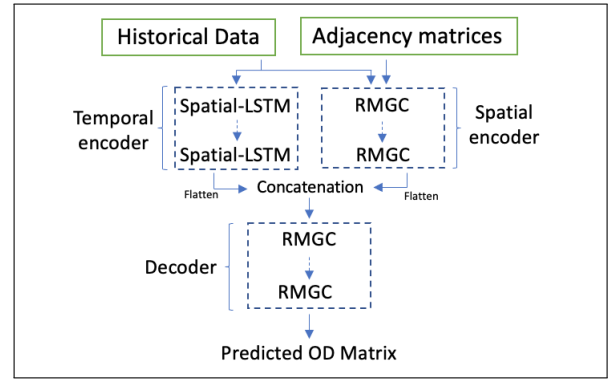 Historical Data
Adjacency matrices
Temporal
encoder
Spatial-LSTM
Spatial-LSTM
RMGC
RMGC
Spatial
encoder
Flatten
Concatenation
Flatten
Decoder
RMGC
RMGC
Predicted OD Matrix